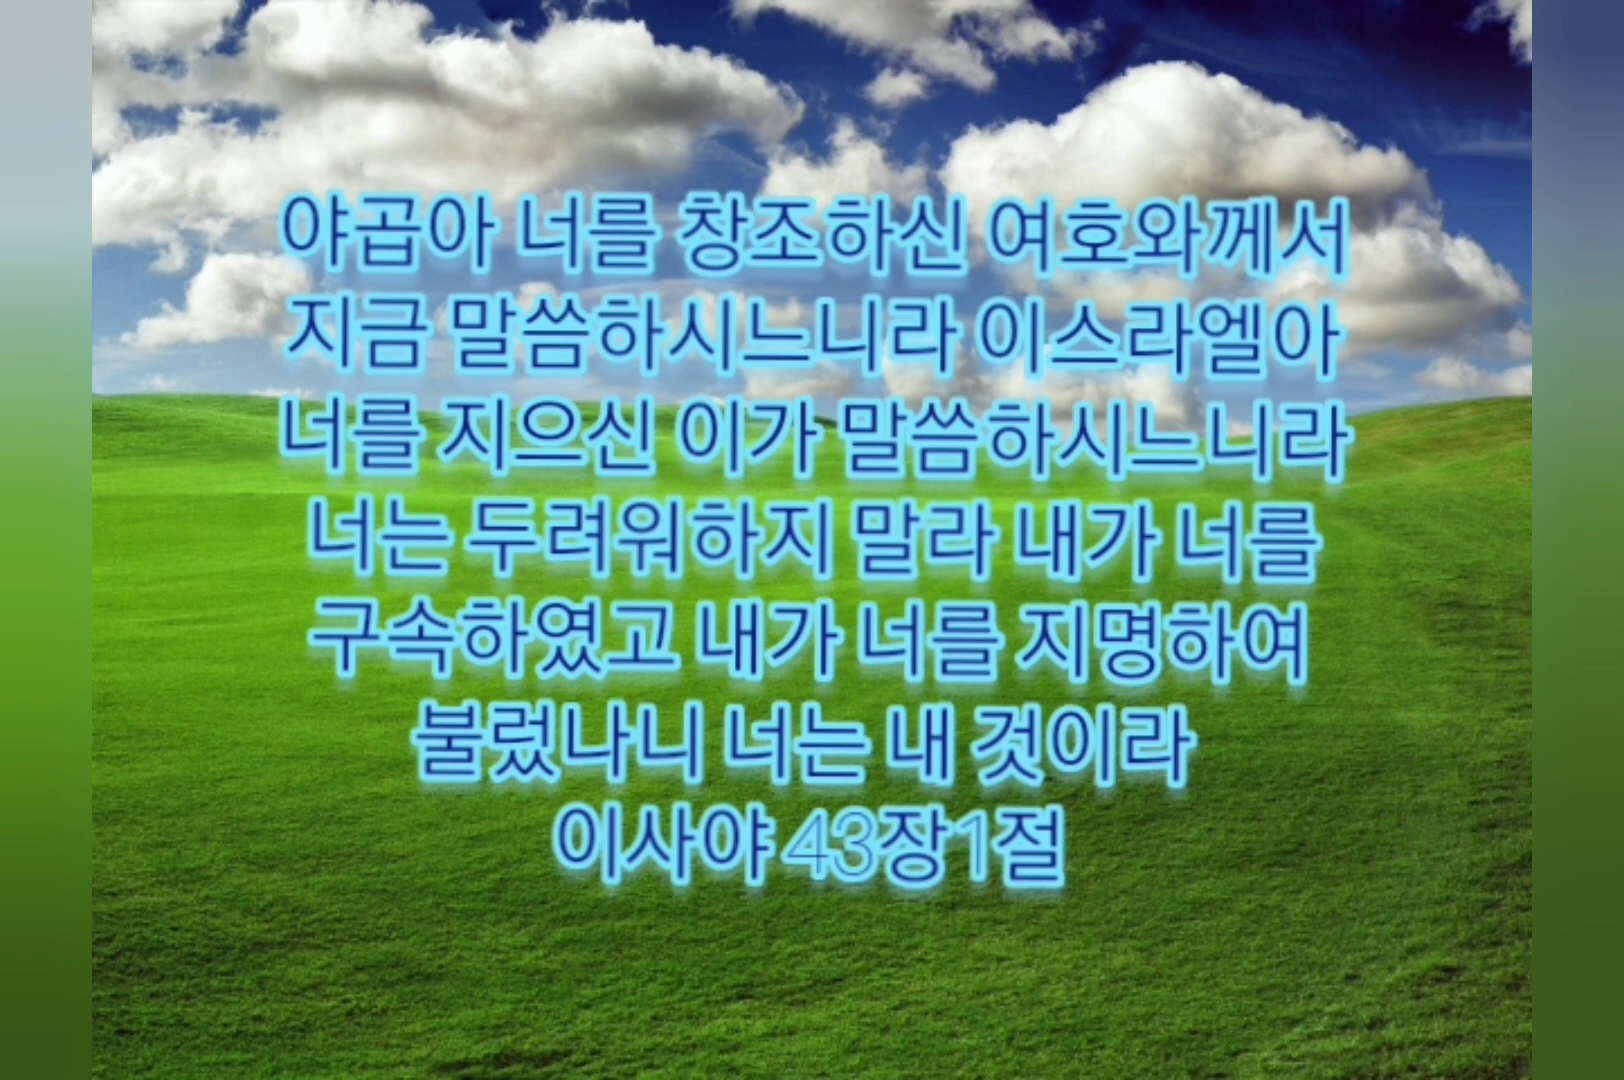 야곱아 너를 창조하신 여호와께서
지금 말씀하시느니라 이스라엘아
너를 지으신 이가 말씀하시느니라
너는 두려워하지 말라 내가 너를
구속하였고 내가 너를 지명하여
불렀나니 너는 내 것이라
이사야 43장1절